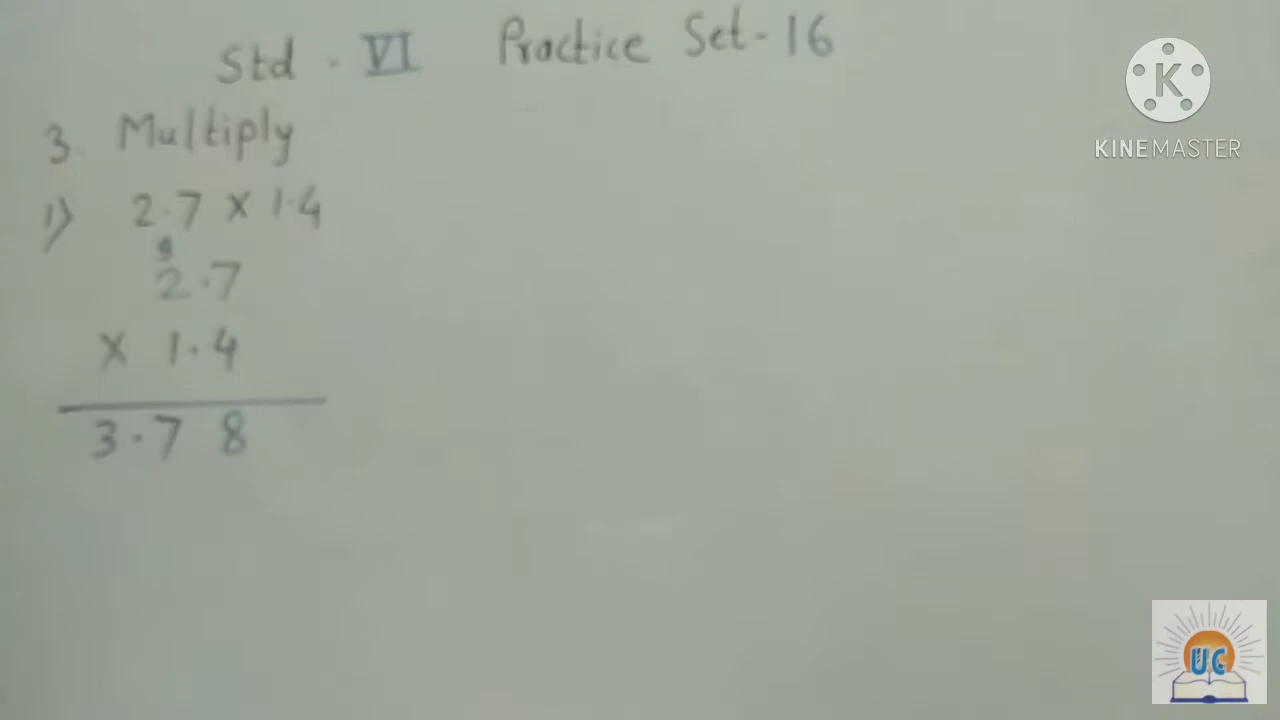 Std. VI Practice Set-16
3. Multiply
1) 2.7 x 1.4
2.7
x 1.4
3.7 8
K
KINEMASTER
UC